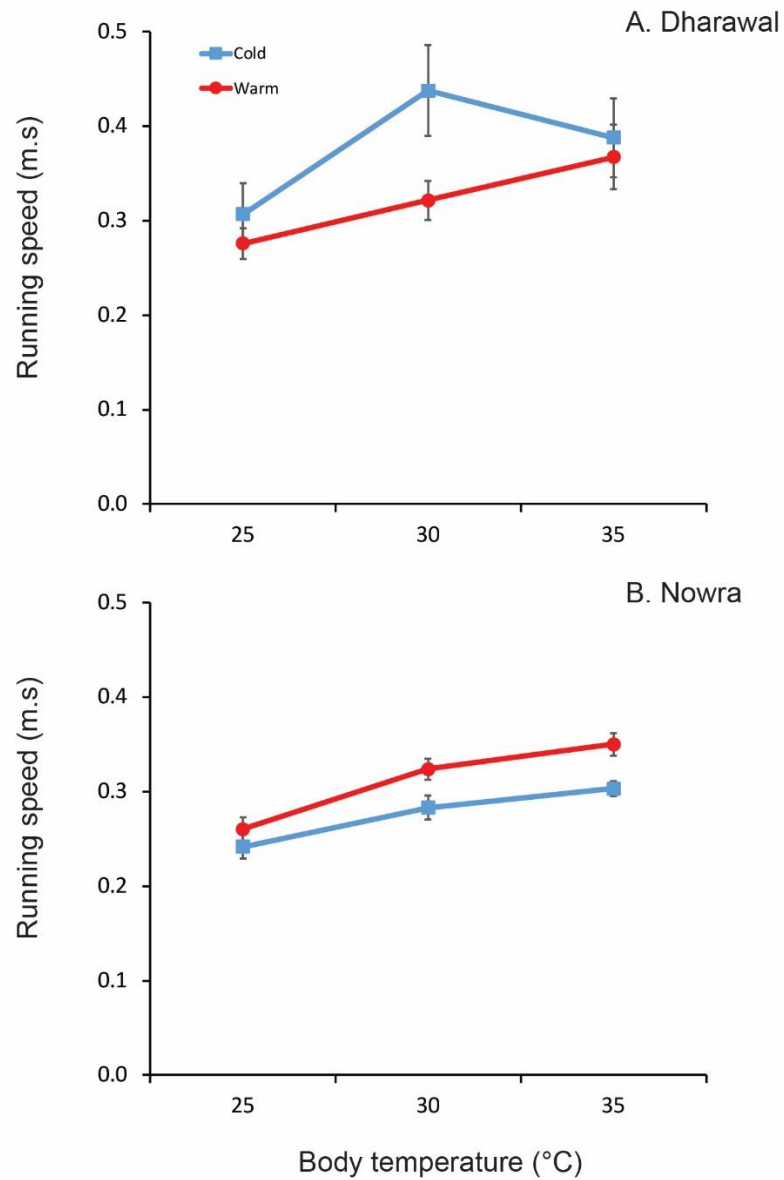 A. Dharawal
Cold
Warm
Running speed (m.s)
0.5
0.4
0.3
0.2
0.1
0.0
25 30 35
B. Nowra
Running speed (m.s)
0.5
0.4
0.3
0.2
0.1
0.0
25 30 35
Body temperature (°C)